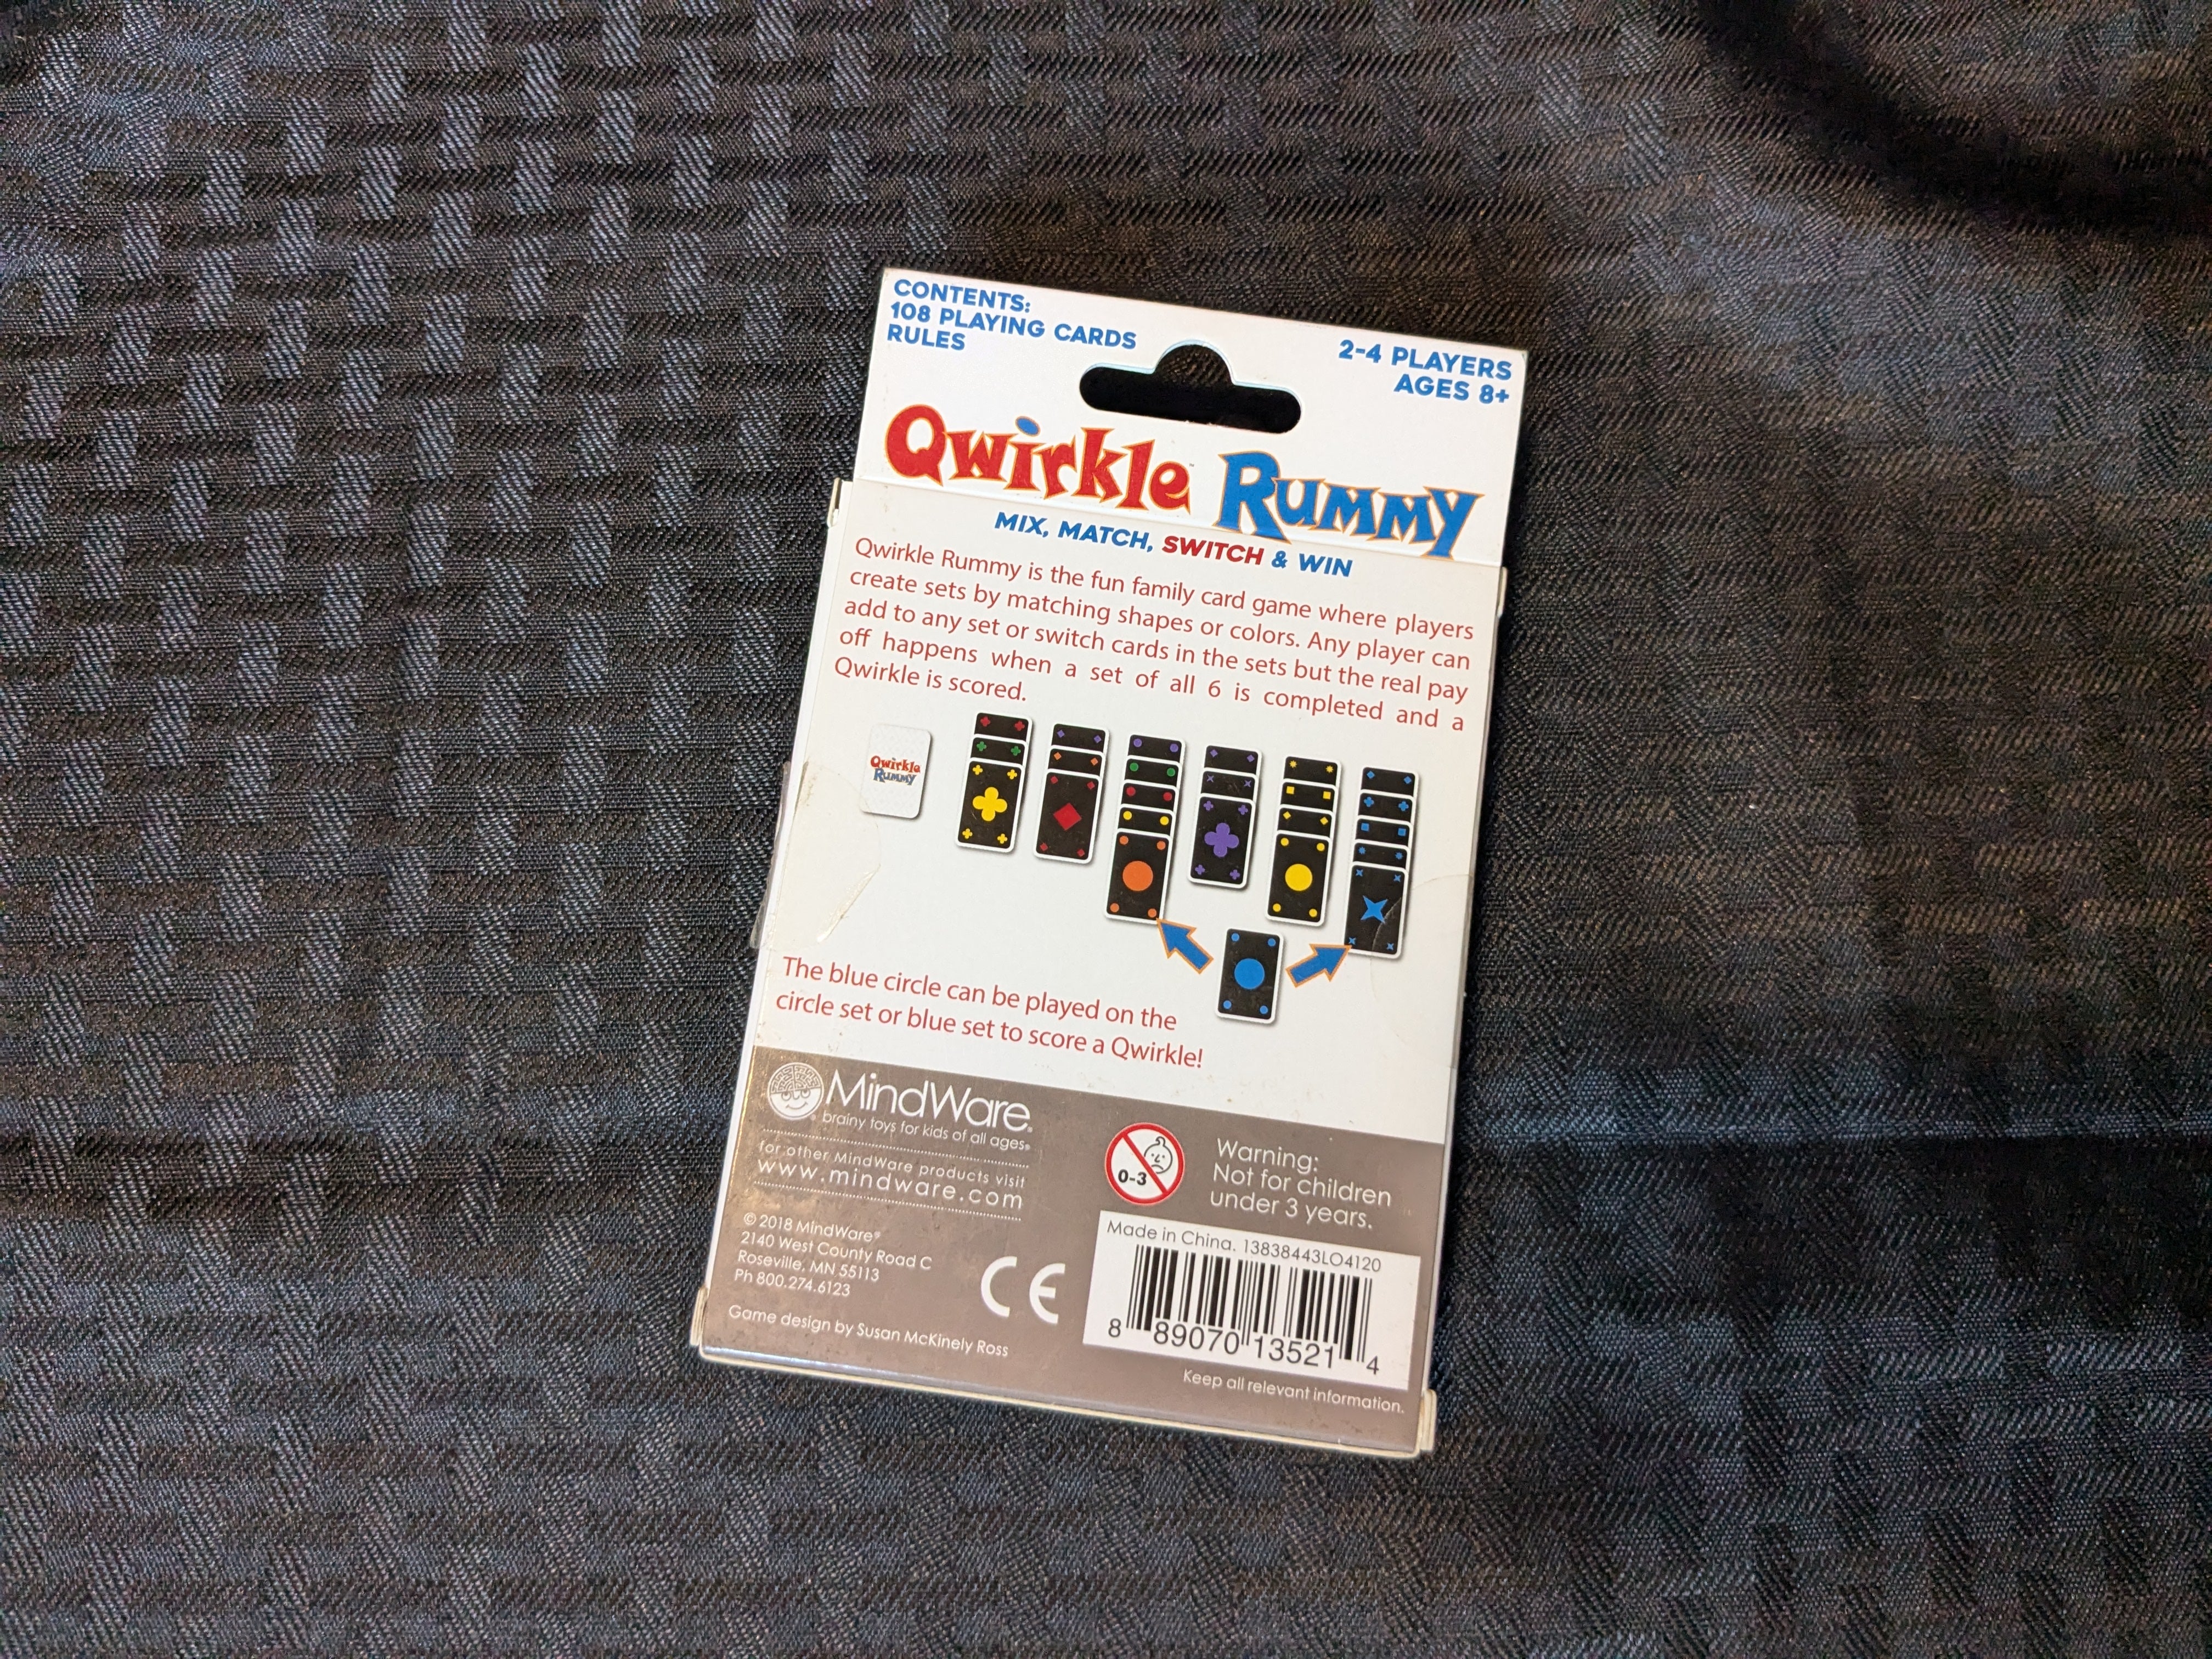 CONTENTS:
108 PLAYING CARDS
RULES
2-4 PLAYERS
AGES 8+
Qwirkle Rummy
MIX, MATCH, SWITCH & WIN
Qwirkle Rummy is the fun family card game where players
create sets by matching shapes or colors. Any player can
add to any set or switch cards in the sets but the real pay
off happens when a set of all 6 is completed and a
Qwirkle is scored.
Qwirkle
Rummy
The blue circle can be played on the
circle set or blue set to score a Qwirkle!
MindWare®
brainy toys for kids of all ages®
for other MindWare products visit
www.mindware.com
© 2018 MindWare®
2140 West County Road C
Roseville, MN 55113
Ph 800.274.6123
Game design by Susan McKinely Ross
CE
0-3
Warning:
Not for children
under 3 years.
Made in China. 13838443LO4120
8 89070 13521 4
Keep all relevant information.